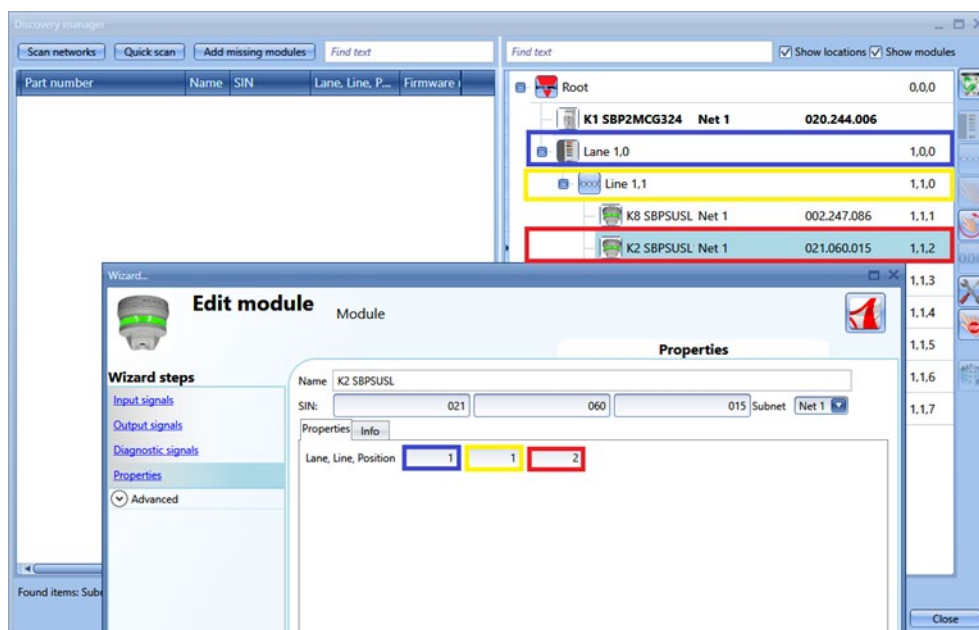 Discovery manager
Scan networks Quick scan Add missing modules Find text Find text Show locations Show modules
Part number Name SIN Lane, Line, P... Firmware
Root 0,0,0
K1 SBP2MCG324 Net 1 020.244.006
Lane 1,0 1,0,0
Line 1,1 1,1,0
K8 SBPSUSL Net 1 002.247.086 1,1,1
K2 SBPSUSL Net 1 021.060.015 1,1,2
1,1,3
1,1,4
1,1,5
1,1,6
1,1,7
Wizard...
Edit module Module
Properties
Wizard steps
Input signals
Output signals
Diagnostic signals
Properties
Advanced
Name K2 SBPSUSL
SIN: 021 060 015 Subnet Net 1
Properties Info
Lane, Line, Position 1 1 2
Found items:
Close